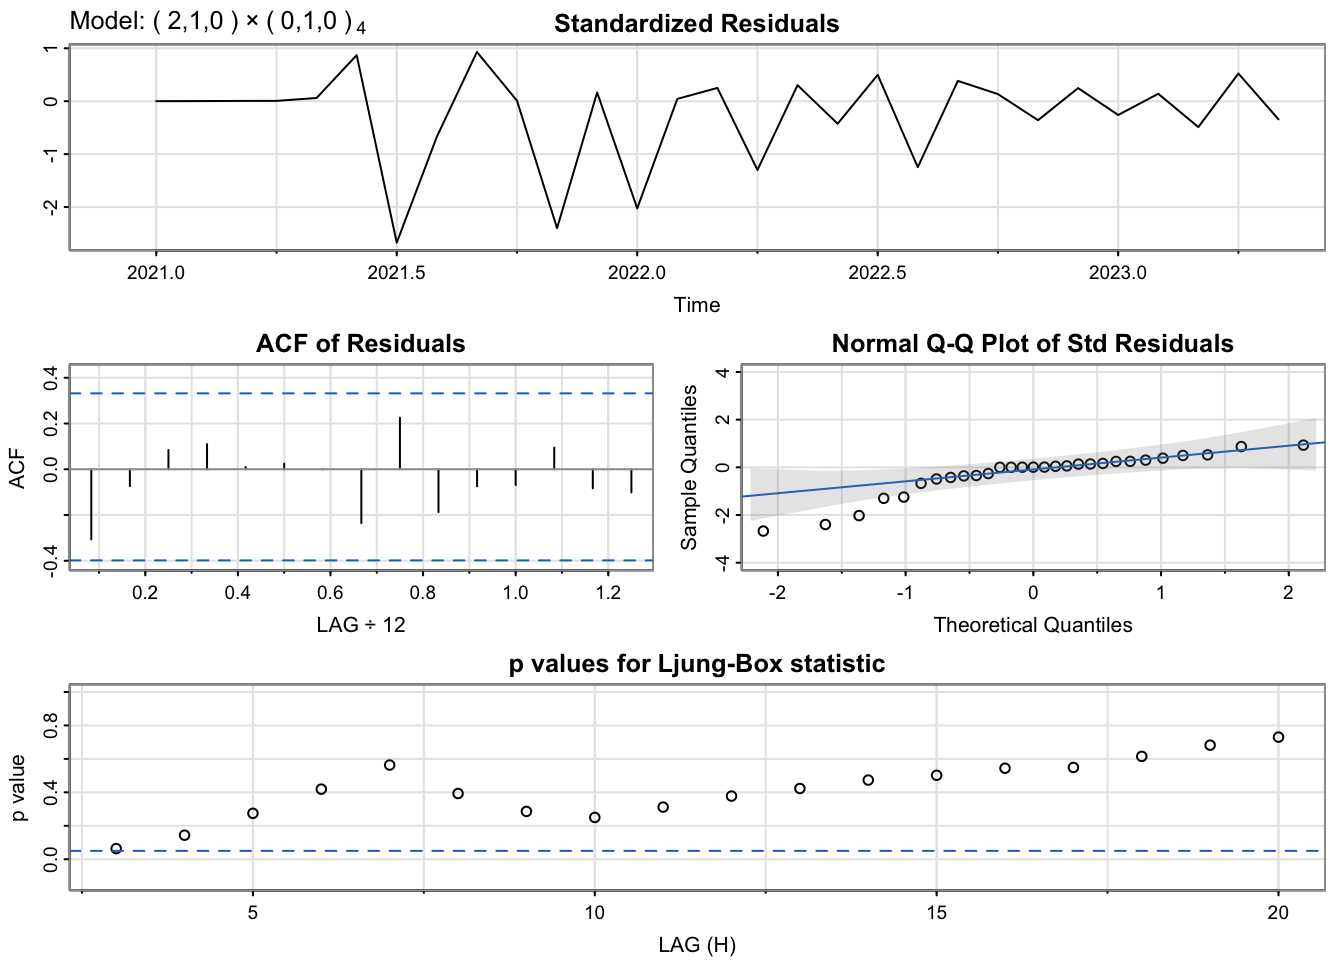 Model: ( 2,1,0 ) × ( 0,1,0 ) 4
Standardized Residuals
1
0
-1
-2
2021.0 2021.5 2022.0 2022.5 2023.0
Time
ACF of Residuals
ACF
0.4
0.2
0.0
-0.4
0.2 0.4 0.6 0.8 1.0 1.2
LAG ÷ 12
Normal Q-Q Plot of Std Residuals
Sample Quantiles
4
2
0
-2
-4
-2 -1 0 1 2
Theoretical Quantiles
p values for Ljung-Box statistic
p value
0.8
0.4
0.0
5 10 15 20
LAG (H)